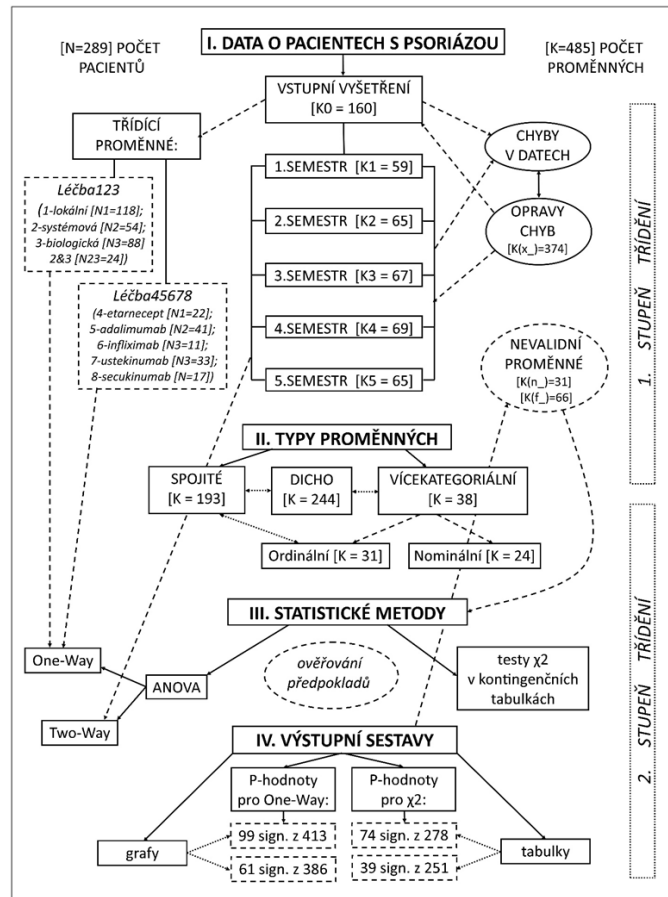 [N=289] POČET
PACIENTŮ
I. DATA O PACIENTECH S PSORIÁZOU
[K=485] POČET
PROMĚNNÝCH
VSTUPNÍ VYŠETŘENÍ
[K0 = 160]
TŘÍDÍCÍ
PROMĚNNÉ:
CHYBY
V DATECH
1.SEMESTR [K1 = 59]
Léčba123
(1-lokální [N1=118];
2-systémová [N2=54];
3-biologická [N3=88]
2&3 [N23=24])
2.SEMESTR [K2 = 65]
OPRAVY
CHYB
[K(x_)=374]
3.SEMESTR [K3 = 67]
Léčba45678
(4-etarnecept [N1=22];
5-adalimumab [N2=41];
6-infliximab [N3=11];
7-ustekinumab [N3=33];
8-secukinumab [N=17])
4.SEMESTR [K4 = 69]
5.SEMESTR [K5 = 65]
NEVALIDNÍ
PROMĚNNÉ
[K(n_)=31]
[K(f_)=66]
1. STUPEŇ TŘÍDĚNÍ
II. TYPY PROMĚNNÝCH
SPOJITÉ
[K = 193]
DICHO
[K = 244]
VÍCEKATEGORIÁLNÍ
[K = 38]
Ordinální [K = 31]
Nominální [K = 24]
III. STATISTICKÉ METODY
One-Way
ANOVA
Two-Way
ověřování
předpokladů
testy χ2
v kontingenčních
tabulkách
2. STUPEŇ TŘÍDĚNÍ
IV. VÝSTUPNÍ SESTAVY
P-hodnoty
pro One-Way:
P-hodnoty
pro χ2:
99 sign. z 413
74 sign. z 278
grafy
tabulky
61 sign. z 386
39 sign. z 251